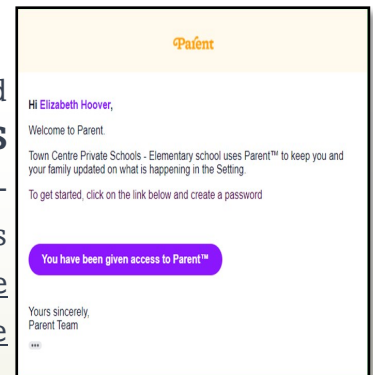 Parent
Hi Elizabeth Hoover,
Welcome to Parent.
Town Centre Private Schools - Elementary school uses Parent™ to keep you and
your family updated on what is happening in the Setting.
To get started, click on the link below and create a password
You have been given access to Parent™
Yours sincerely,
Parent Team